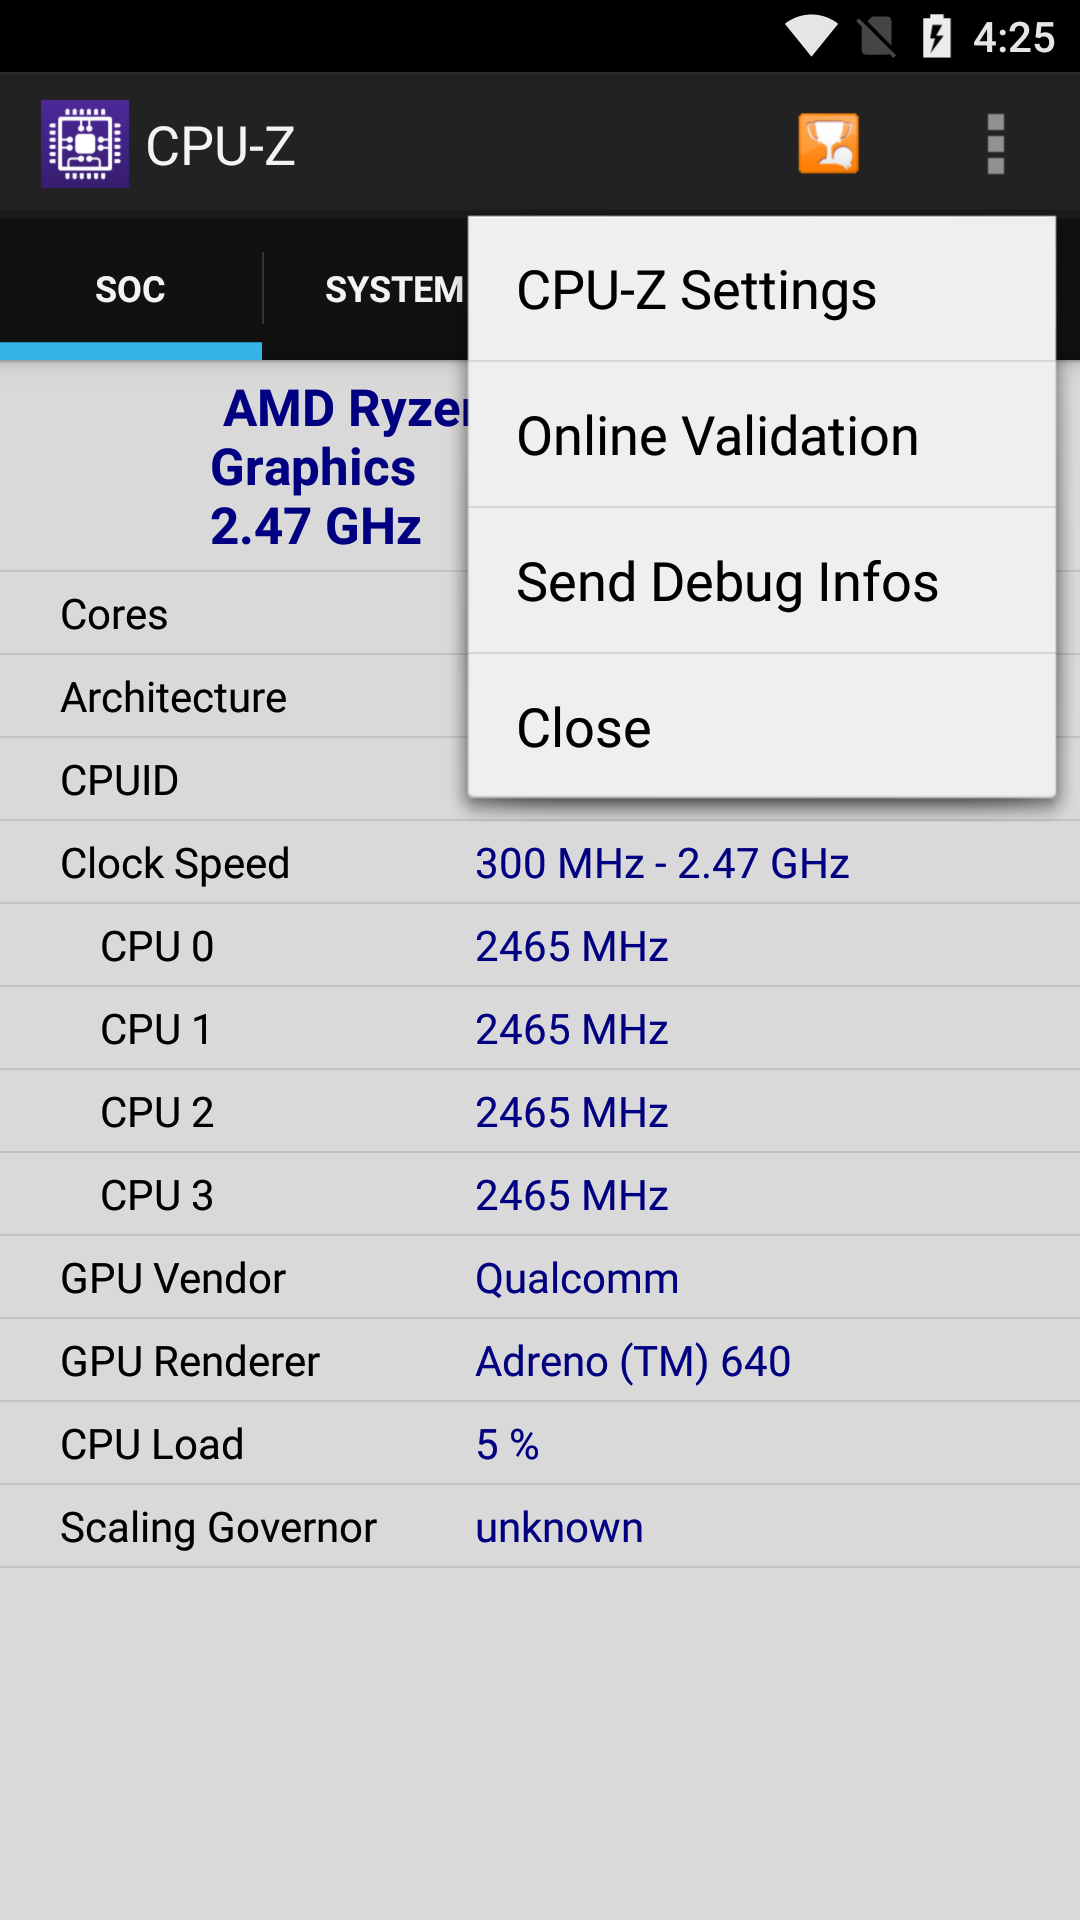 4:25
CPU-Z
SOC
SYSTEM
CPU-Z Settings
Online Validation
Send Debug Infos
Close
AMD
Graphics
2.47 GHz
Cores
Architecture
CPUID
Clock Speed 300 MHz - 2.47 GHz
CPU 0 2465 MHz
CPU 1 2465 MHz
CPU 2 2465 MHz
CPU 3 2465 MHz
GPU Vendor Qualcomm
GPU Renderer Adreno (TM) 640
CPU Load 5 %
Scaling Governor unknown